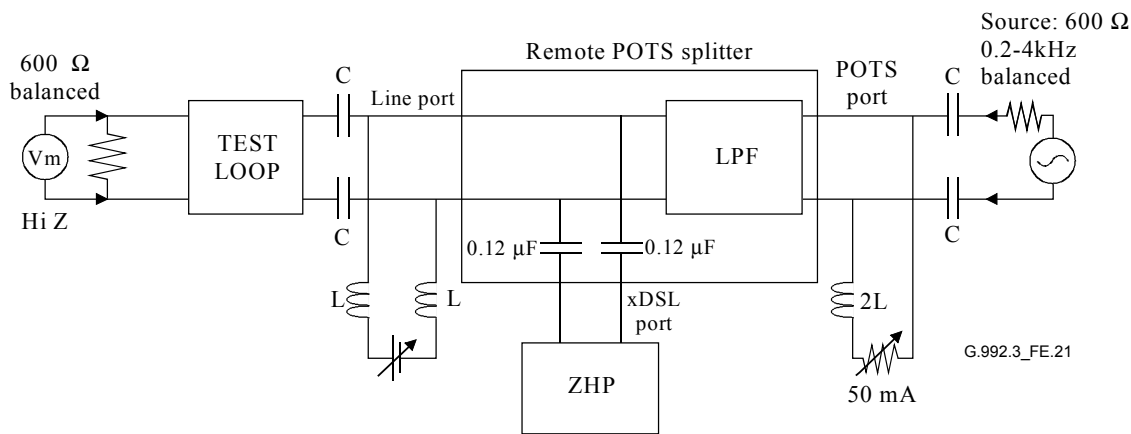 Source: 600 Ω
0.2-4kHz
balanced
Remote POTS splitter
600 Ω
balanced
C
Line port
POTS
port
C
Vm
TEST
LOOP
LPF
Hi Z
C
C
0.12 µF
0.12 µF
L
L
xDSL
port
2L
G.992.3_FE.21
ZHP
50 mA